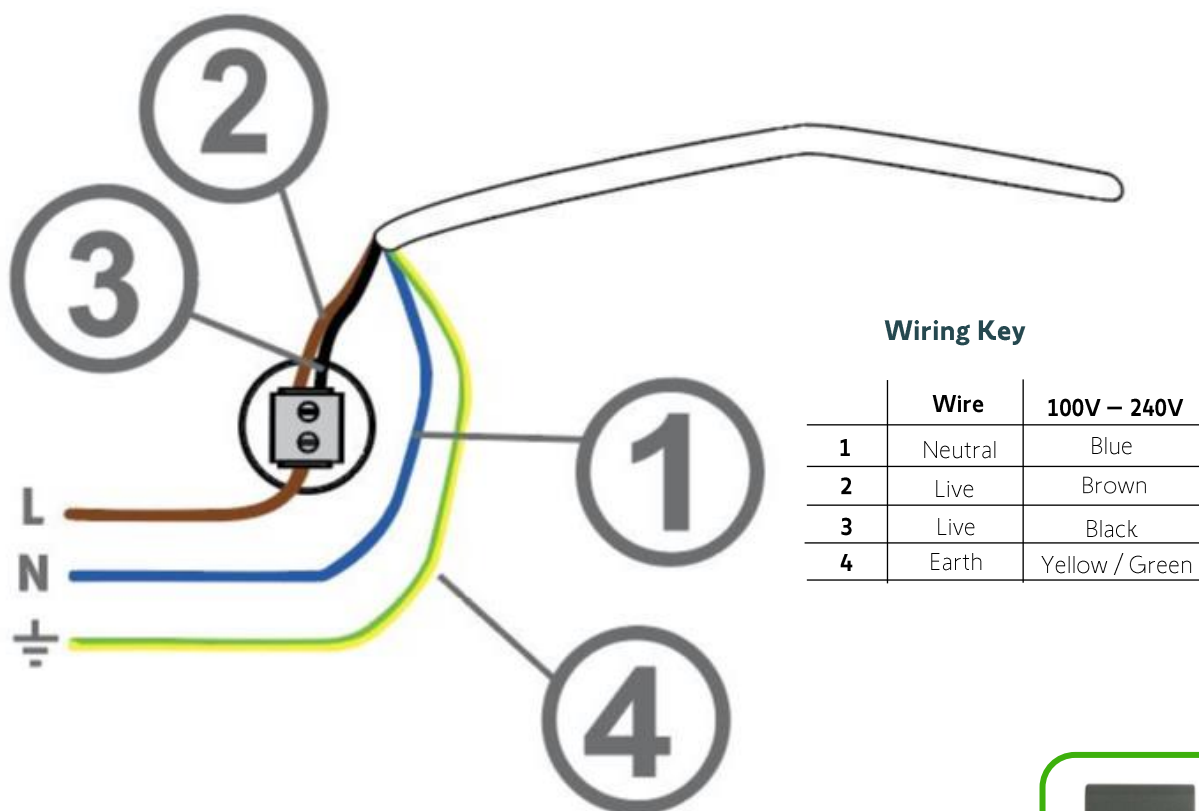 2
3
Wiring Key
Wire 100V – 240V
1 Neutral Blue
2 Live Brown
3 Live Black
4 Earth Yellow / Green
1
L
N
4